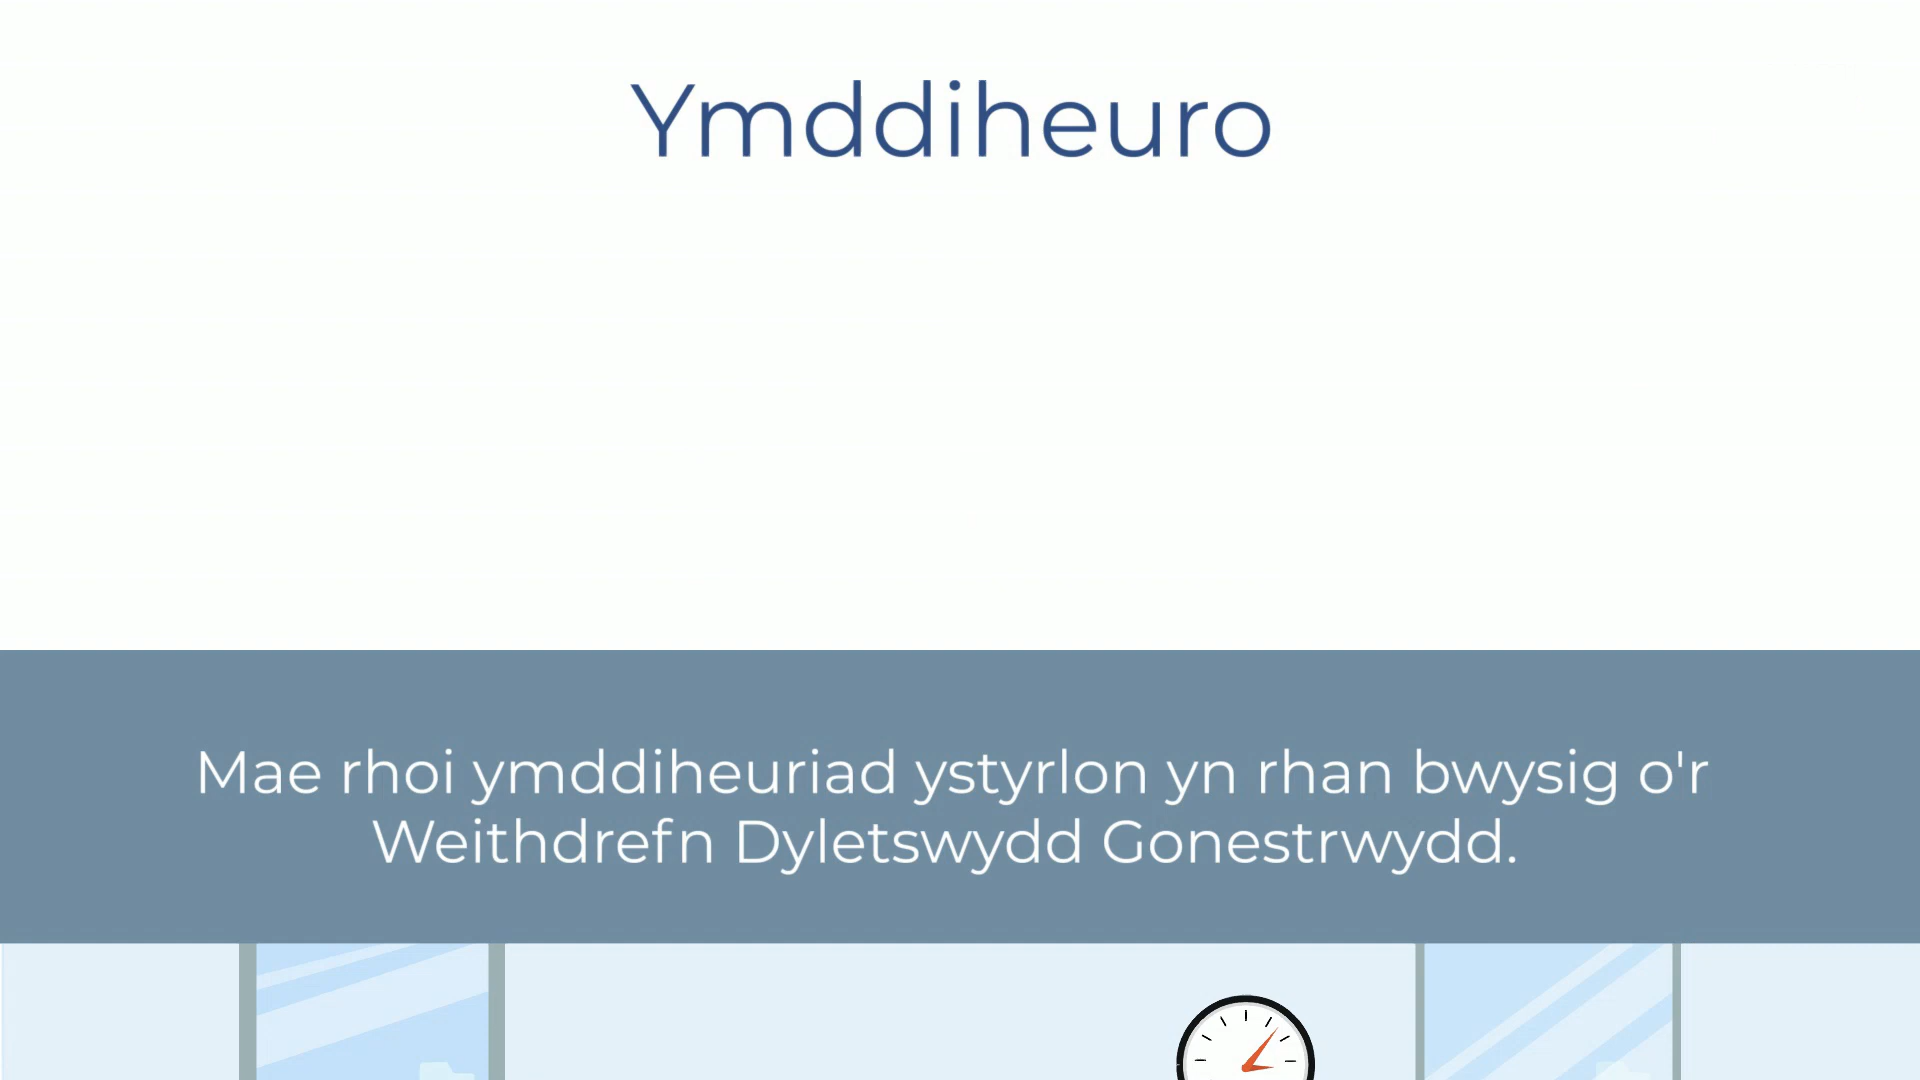 Ymddiheuro
Mae rhoi ymddiheuriad ystyrlon yn rhan bwysig o'r
Weithdrefn Dyletswydd Gonestrwydd.